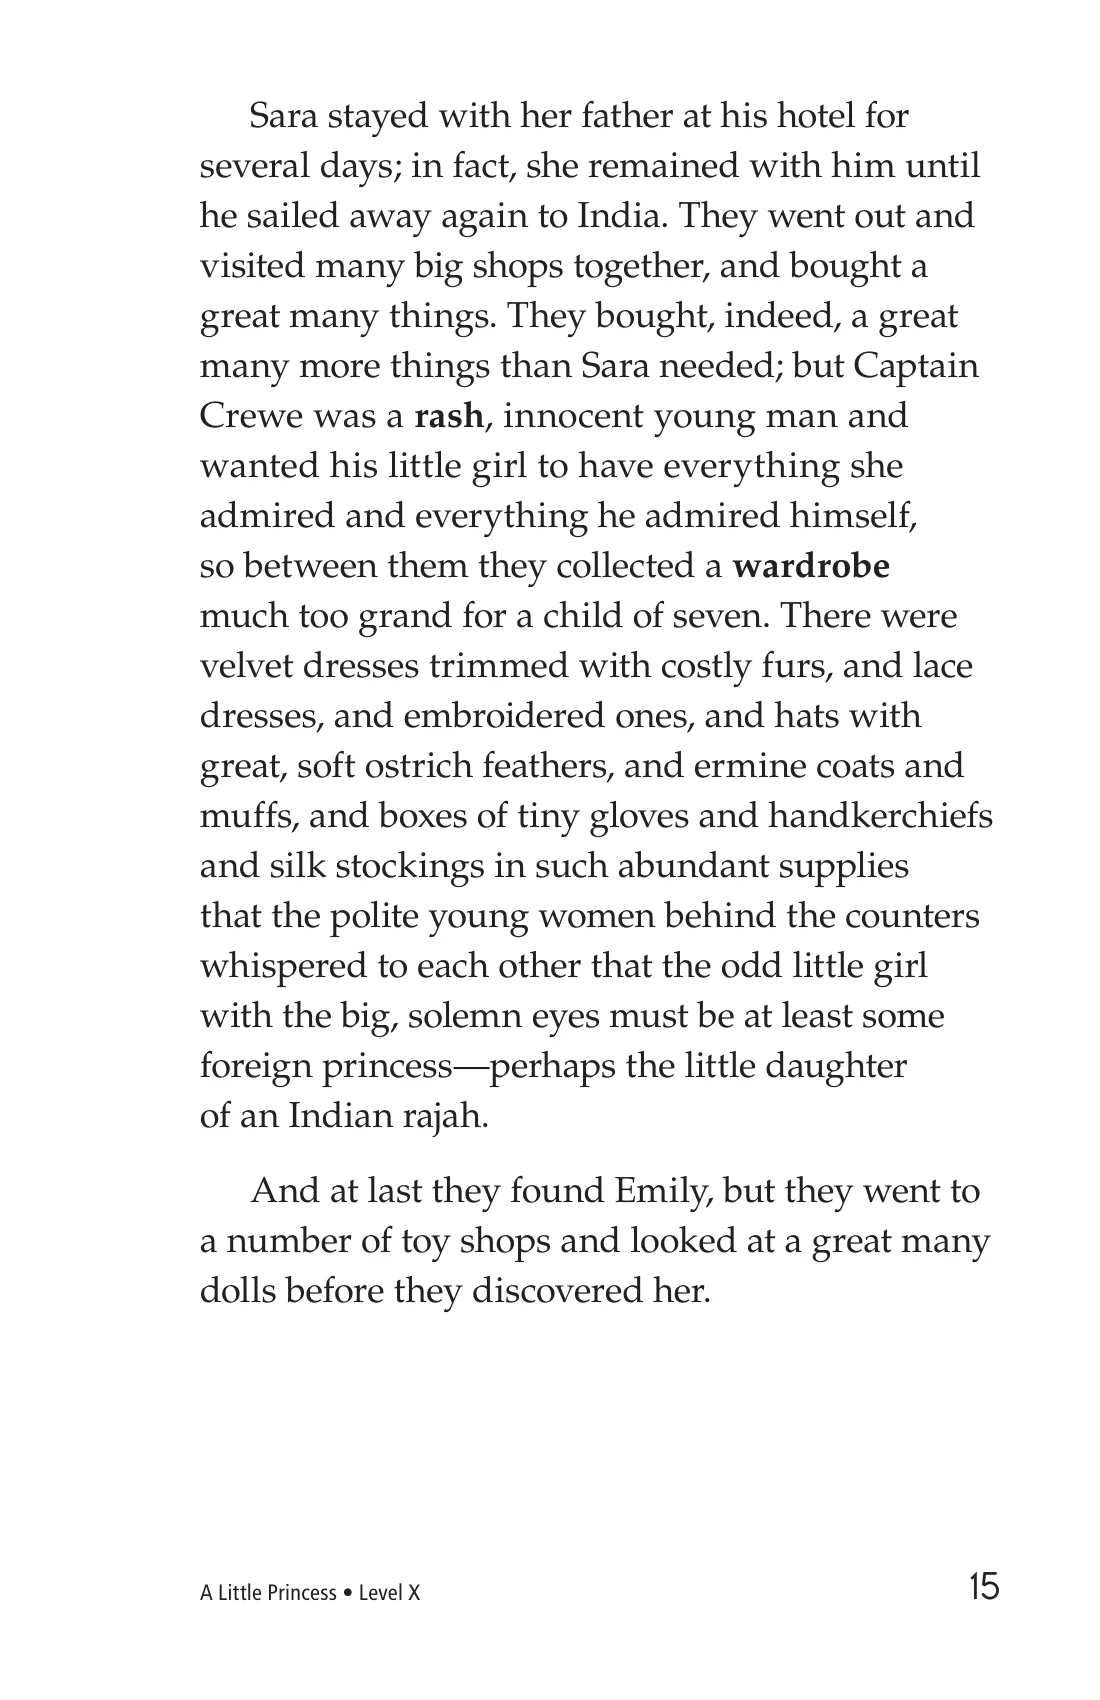 Sara stayed with her father at his hotel for
several days; in fact, she remained with him until
he sailed away again to India. They went out and
visited many big shops together, and bought a
great many things. They bought, indeed, a great
many more things than Sara needed; but Captain
Crewe was a rash, innocent young man and
wanted his little girl to have everything she
admired and everything he admired himself,
so between them they collected a wardrobe
much too grand for a child of seven. There were
velvet dresses trimmed with costly furs, and lace
dresses, and embroidered ones, and hats with
great, soft ostrich feathers, and ermine coats and
muffs, and boxes of tiny gloves and handkerchiefs
and silk stockings in such abundant supplies
that the polite young women behind the counters
whispered to each other that the odd little girl
with the big, solemn eyes must be at least some
foreign princess—perhaps the little daughter
of an Indian rajah.
And at last they found Emily, but they went to
a number of toy shops and looked at a great many
dolls before they discovered her.
A Little Princess • Level X
15